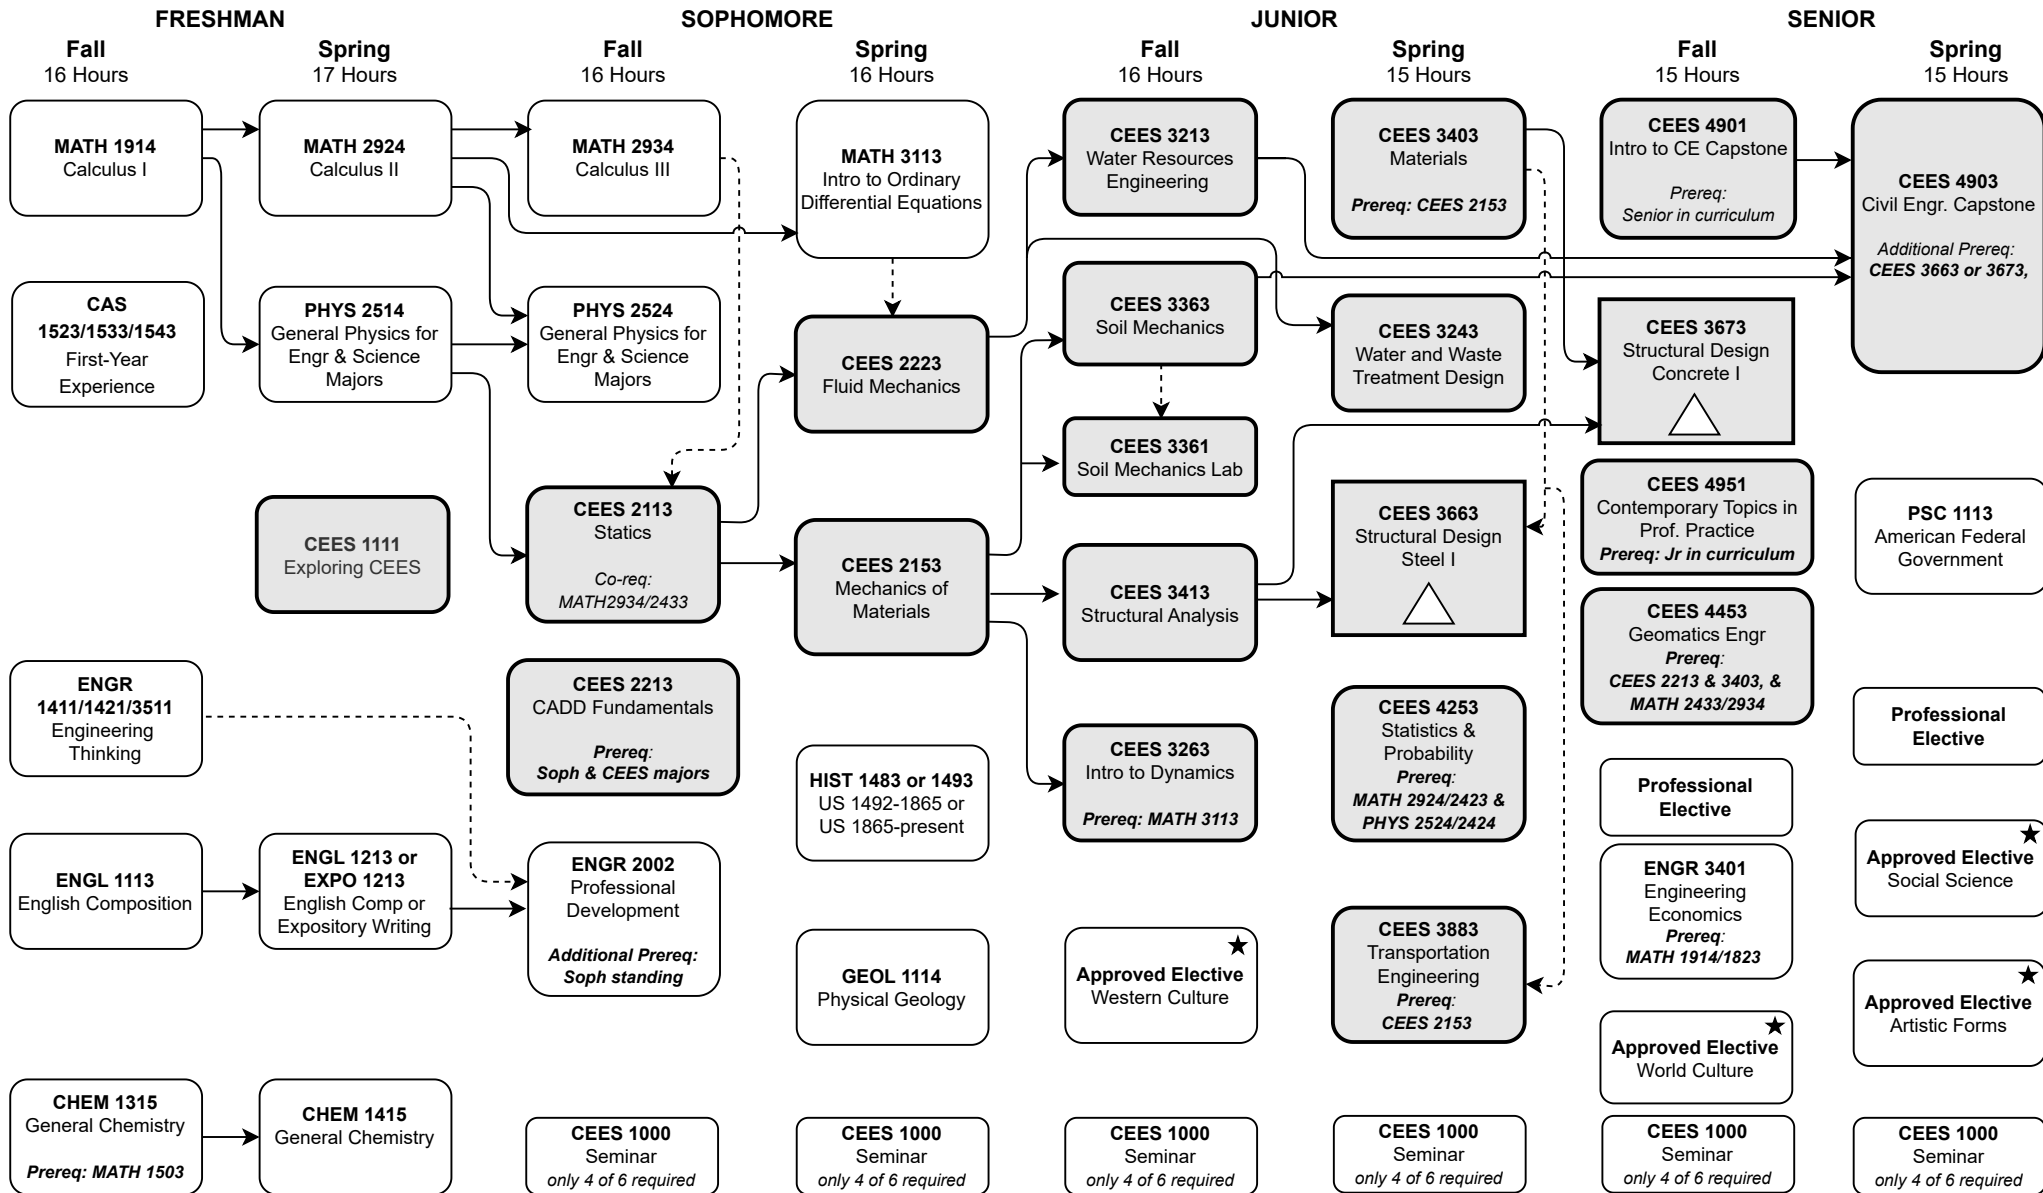 FRESHMAN
SOPHOMORE
JUNIOR
SENIOR
Fall
16 Hours
Spring
17 Hours
Fall
16 Hours
Spring
16 Hours
Fall
16 Hours
Spring
15 Hours
Fall
15 Hours
Spring
15 Hours
MATH 1914
Calculus I
CAS
1523/1533/1543
First-Year
Experience
ENGR
1411/1421/3511
Engineering
Thinking
ENGL 1113
English Composition
CHEM 1315
General Chemistry
Prereq: MATH 1503
MATH 2924
Calculus II
PHYS 2514
General Physics for
Engr & Science
Majors
CEES 1111
Exploring CEES
ENGL 1213 or
EXPO 1213
English Comp or
Expository Writing
CHEM 1415
General Chemistry
MATH 2934
Calculus III
PHYS 2524
General Physics for
Engr & Science
Majors
CEES 2113
Statics
Co-req:
MATH2934/2433
CEES 2213
CADD Fundamentals
Prereq:
Soph & CEES majors
ENGR 2002
Professional
Development
Additional Prereq:
Soph standing
CEES 1000
Seminar
only 4 of 6 required
MATH 3113
Intro to Ordinary
Differential Equations
CEES 2223
Fluid Mechanics
CEES 2153
Mechanics of
Materials
HIST 1483 or 1493
US 1492-1865 or
US 1865-present
GEOL 1114
Physical Geology
CEES 1000
Seminar
only 4 of 6 required
CEES 3213
Water Resources
Engineering
CEES 3363
Soil Mechanics
CEES 3361
Soil Mechanics Lab
CEES 3413
Structural Analysis
CEES 3263
Intro to Dynamics
Prereq: MATH 3113
Approved Elective
Western Culture
CEES 1000
Seminar
only 4 of 6 required
CEES 3403
Materials
Prereq: CEES 2153
CEES 3243
Water and Waste
Treatment Design
CEES 3663
Structural Design
Steel I
CEES 4253
Statistics &
Probability
Prereq:
MATH 2924/2423 &
PHYS 2524/2424
CEES 3883
Transportation
Engineering
Prereq:
CEES 2153
CEES 1000
Seminar
only 4 of 6 required
CEES 4901
Intro to CE Capstone
Prereq:
Senior in curriculum
CEES 3673
Structural Design
Concrete I
CEES 4951
Contemporary Topics in
Prof. Practice
Prereq: Jr in curriculum
CEES 4453
Geomatics Engr
Prereq:
CEES 2213 & 3403, &
MATH 2433/2934
Professional
Elective
ENGR 3401
Engineering
Economics
Prereq:
MATH 1914/1823
Approved Elective
World Culture
CEES 1000
Seminar
only 4 of 6 required
CEES 4903
Civil Engr. Capstone
Additional Prereq:
CEES 3663 or 3673,
PSC 1113
American Federal
Government
Professional
Elective
Approved Elective
Social Science
Approved Elective
Artistic Forms
CEES 1000
Seminar
only 4 of 6 required